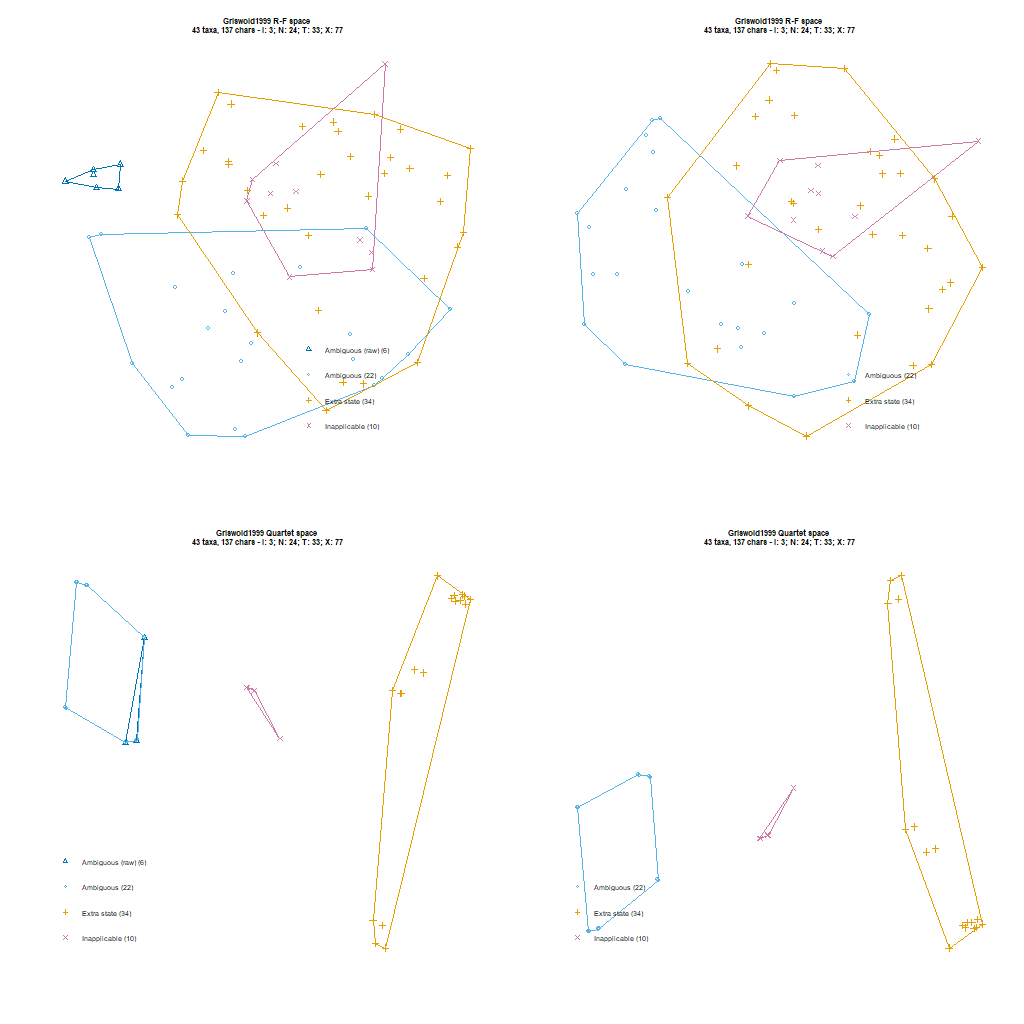 Griswold1999 R-F space
43 taxa, 137 chars - I: 3; N: 24; T: 33; X: 77
Ambiguous (raw) (6)
Ambiguous (22)
Extra state (34)
Inapplicable (10)
Griswold1999 R-F space
43 taxa, 137 chars - I: 3; N: 24; T: 33; X: 77
Ambiguous (22)
Extra state (34)
Inapplicable (10)
Griswold1999 Quartet space
43 taxa, 137 chars - I: 3; N: 24; T: 33; X: 77
Ambiguous (raw) (6)
Ambiguous (22)
Extra state (34)
Inapplicable (10)
Griswold1999 Quartet space
43 taxa, 137 chars - I: 3; N: 24; T: 33; X: 77
Ambiguous (22)
Extra state (34)
Inapplicable (10)